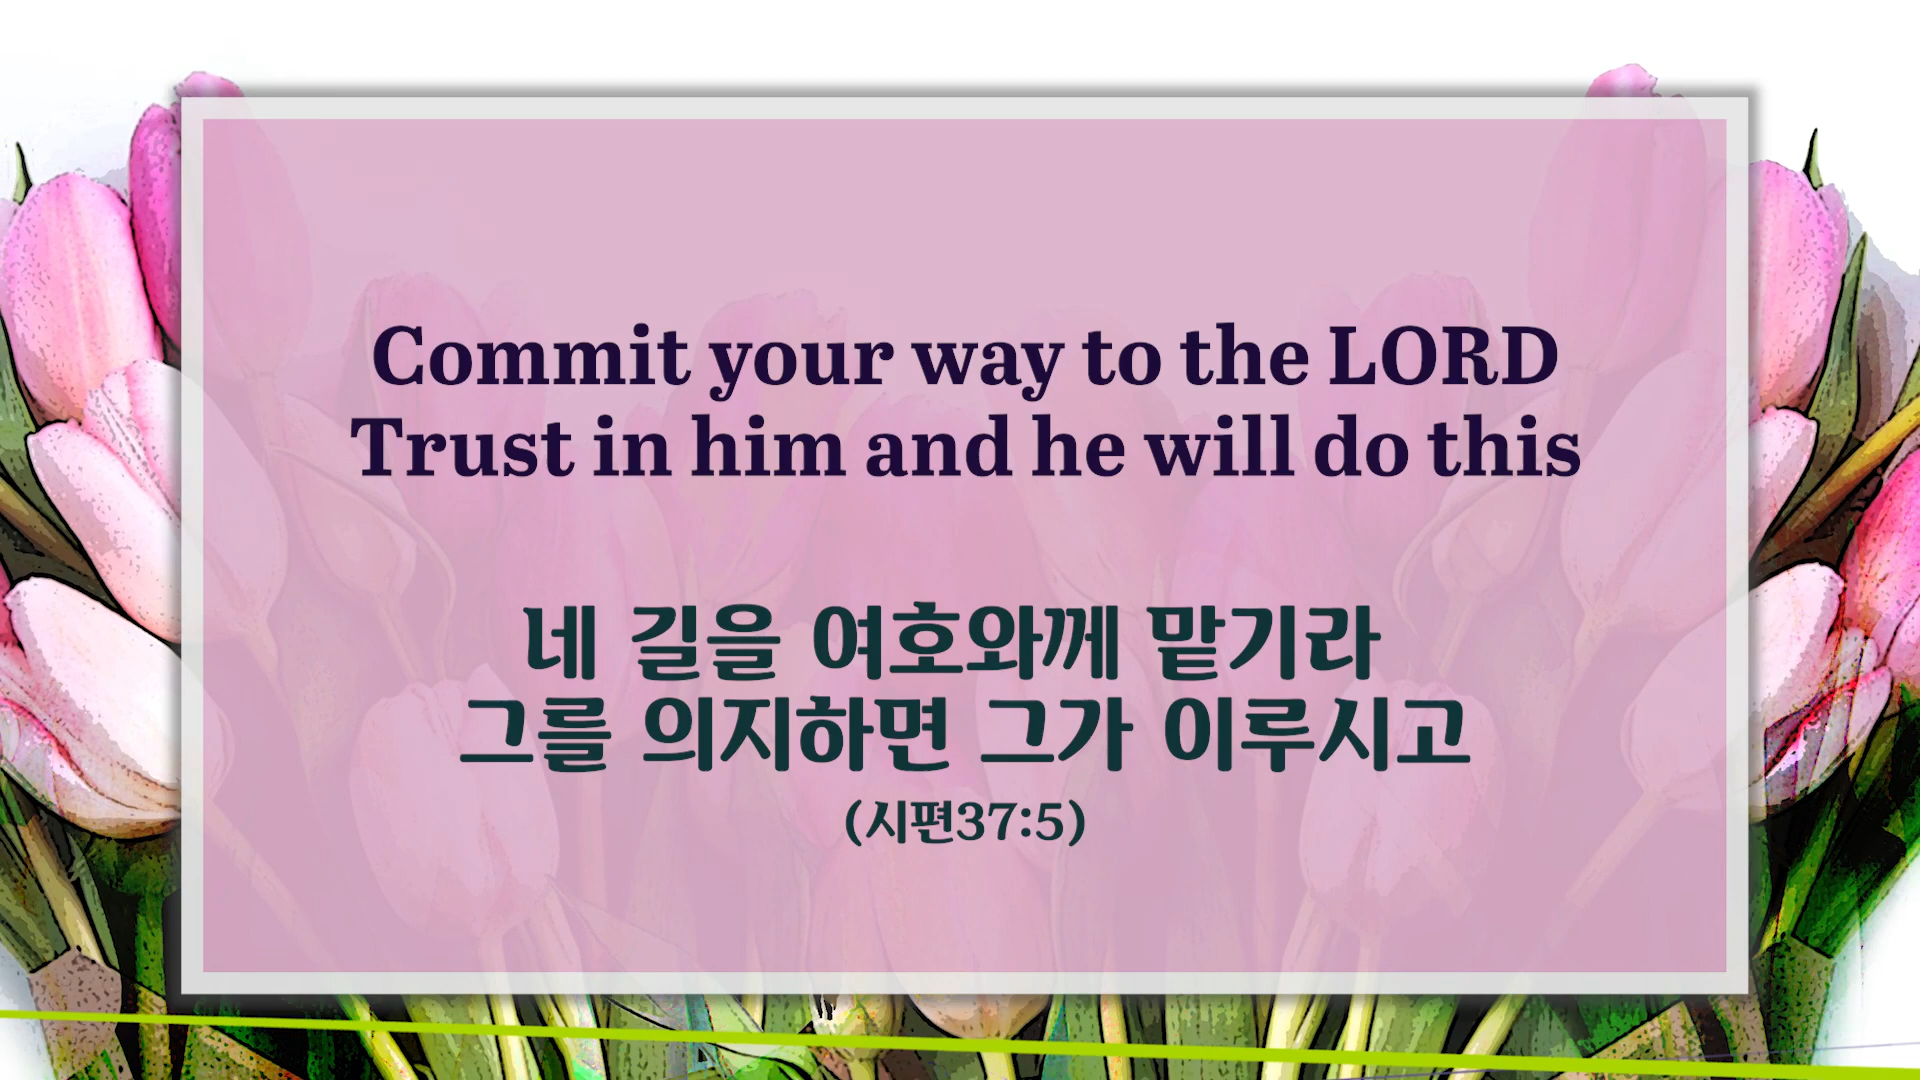 Commit your way to the LORD
Trust in him and he will do this
네 길을 여호와께 맡기라
그를 의지하면 그가 이루시고
(시편37:5)